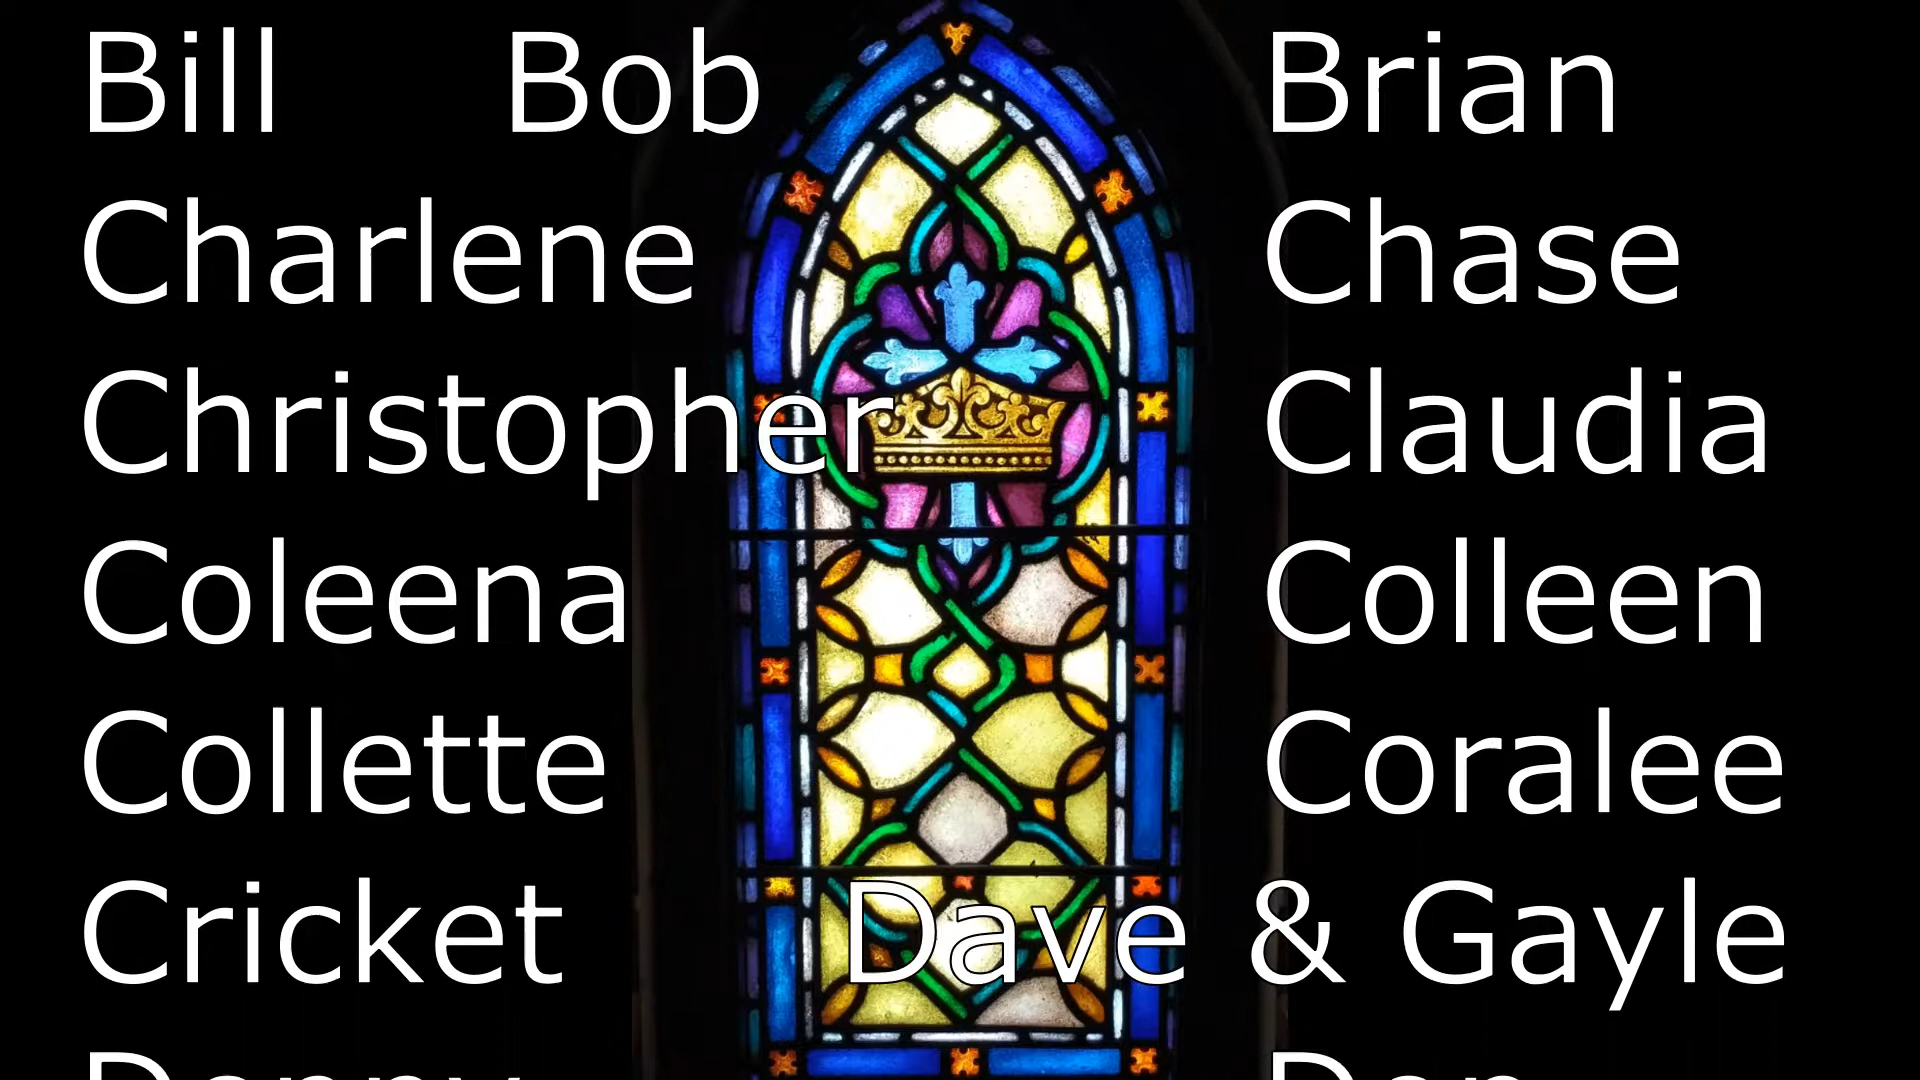 Bill Bob Brian
Charlene Chase
Christopher Claudia
Coleena Colleen
Collette Coralee
Cricket Dave & Gayle